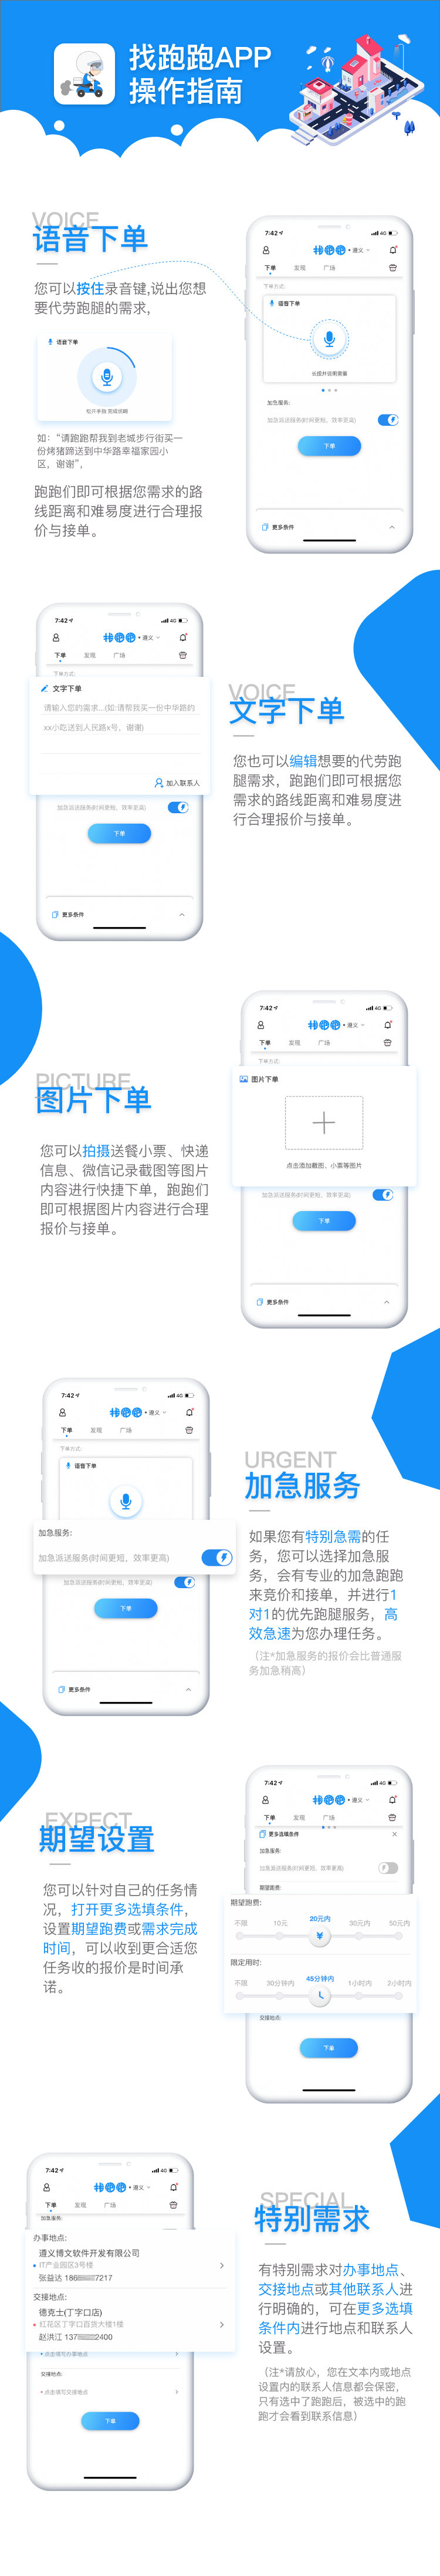 找跑跑APP
操作指南
VOICE
语音下单
您可以按住录音键,说出您想
要代劳跑腿的需求,
语音下单
松开手指 完成说明
如：“请跑跑帮我到老城步行街买一
份烤猪蹄送到中华路幸福家园小
区，谢谢”，
跑跑们即可根据您需求的路
线距离和难易度进行合理报
价与接单。
7:42
4G
遵义
下单
发现
广场
下单方式:
语音下单
长按并说明需要
加急服务:
加急派送服务(时间更短，效率更高)
下单
更多条件
7:42
4G
遵义
下单
发现
广场
下单方式:
文字下单
请输入您的需求...(如:请帮我买一份中华路的
xx小吃送到人民路x号，谢谢)
加入联系人
加急派送服务(时间更短，效率更高)
下单
更多条件
VOICE
文字下单
您也可以编辑想要的代劳跑
腿需求，跑跑们即可根据您
需求的路线距离和难易度进
行合理报价与接单。
PICTURE
图片下单
您可以拍摄送餐小票、快递
信息、微信记录截图等图片
内容进行快捷下单，跑跑们
即可根据图片内容进行合理
报价与接单。
7:42
4G
遵义
下单
发现
广场
下单方式:
图片下单
点击添加截图、小票等图片
加急派送服务(时间更短，效率更高)
下单
更多条件
7:42
4G
遵义
下单
发现
广场
下单方式:
语音下单
加急服务:
加急派送服务(时间更短，效率更高)
加急派送服务(时间更短，效率更高)
下单
更多条件
URGENT
加急服务
如果您有特别急需的任
务，您可以选择加急服
务，会有专业的加急跑跑
来竞价和接单，并进行1
对1的优先跑腿服务，高
效急速为您办理任务。
（注*加急服务的报价会比普通服
务加急稍高）
EXPECT
期望设置
您可以针对自己的任务情
况，打开更多选填条件，
设置期望跑费或需求完成
时间，可以收到更合适您
任务收的报价是时间承
诺。
7:42
4G
遵义
下单
发现
广场
更多选填条件
加急服务:
加急派送服务(时间更短，效率更高)
期望跑费:
期望跑费:
不限
10元
20元内
30元内
50元内
限定用时:
不限
30分钟内
45分钟内
1小时内
2小时内
交接地点:
下单
7:42
4G
遵义
下单
发现
广场
加急服务:
办事地点:
遵义博文软件开发有限公司
IT产业园区3号楼
张益达 186 7217
交接地点:
德克士(丁字口店)
红花区丁字口百货大楼1楼
赵洪江 137 2400
点击填写办事地点
交接地点:
点击填写交接地点
下单
SPECIAL
特别需求
有特别需求对办事地点、
交接地点或其他联系人进
行明确的，可在更多选填
条件内进行地点和联系人
设置。
（注*请放心，您在文本内或地点
设置内的联系人信息都会保密，
只有选中了跑跑后，被选中的跑
跑才会看到联系信息）